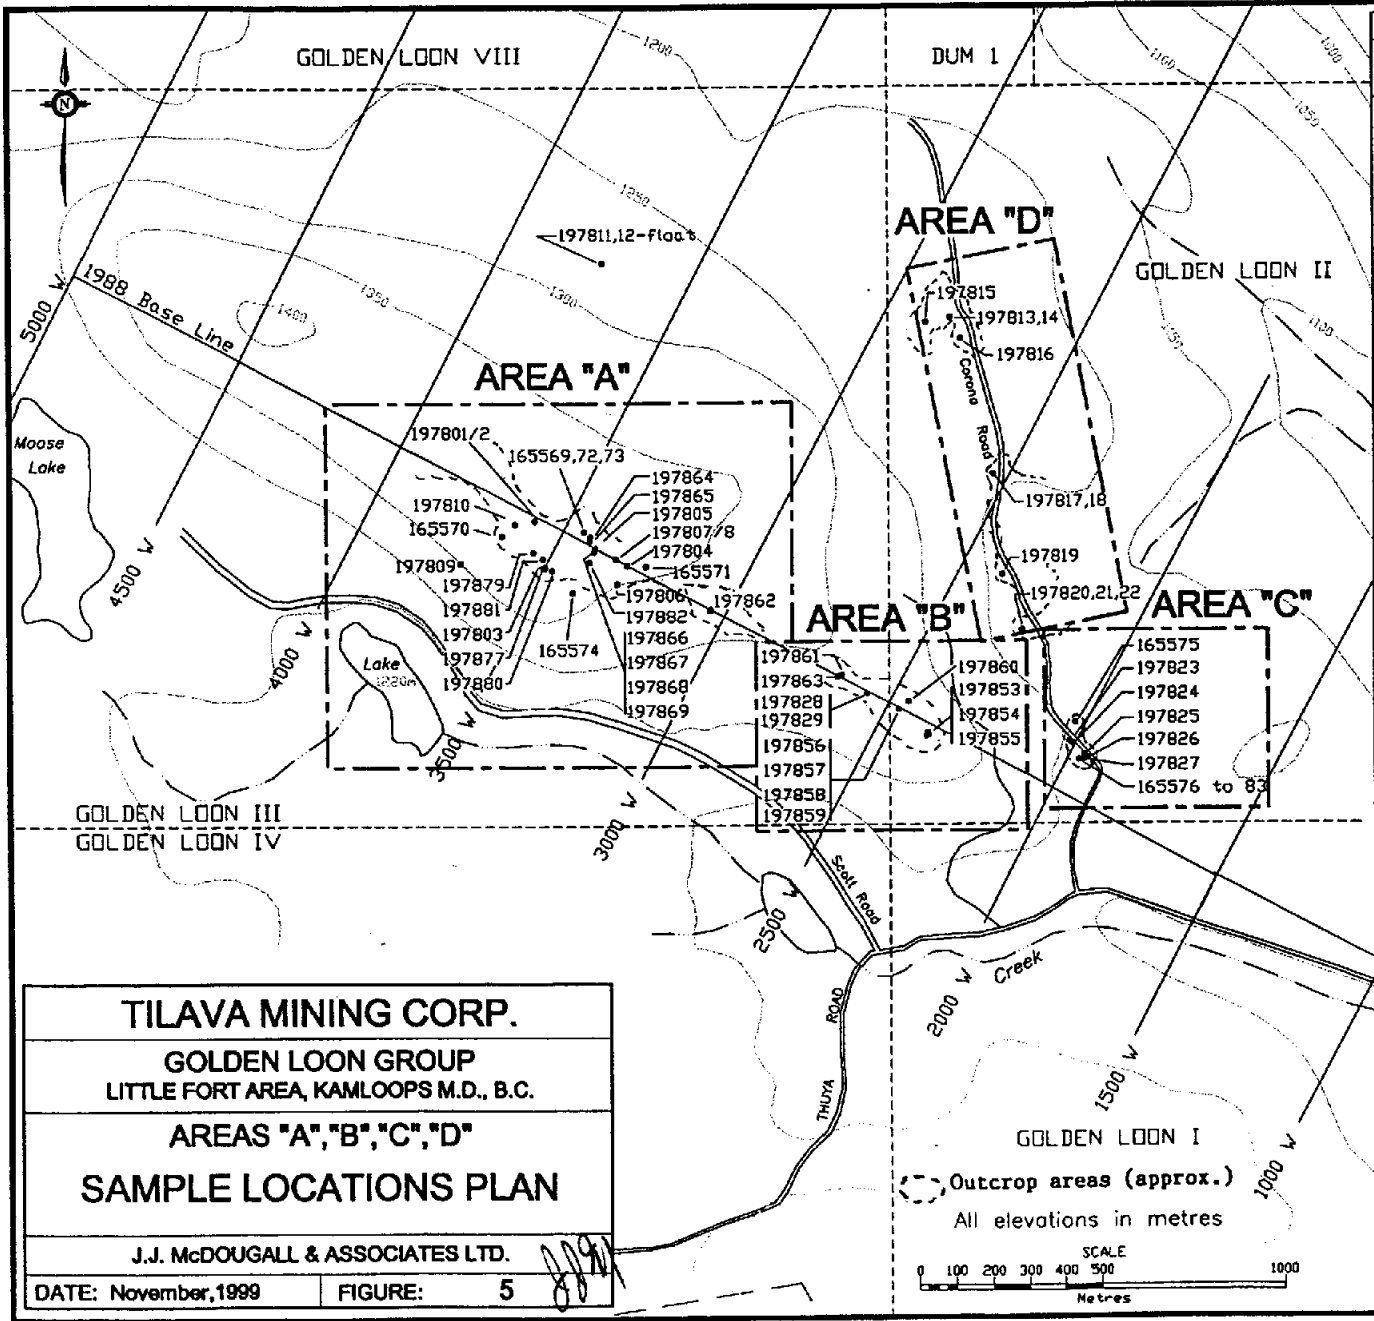 GOLDEN LOON VIII
DUM 1
1200
1100
1000
1050
N
1250
197811,12-float
AREA "D"
GOLDEN LOON II
1988 Base Line
5000 W
1350
1300
1400
197815
197813,14
197816
1100
Corona Road
AREA "A"
Moose
Lake
197801/2
165569,72,73
197864
197865
197805
197807/8
197804
165571
197810
165570
197809
197879
197881
197803
197877
197880
165574
197806
197882
197866
197867
197868
197869
197862
197817,18
197819
197820,21,22
4500 W
4000 W
Lake
1220m
3500 W
AREA "B"
197861
197863
197828
197829
197856
197857
197858
197859
197860
197853
197854
197855
AREA "C"
165575
197823
197824
197825
197826
197827
165576 to 83
GOLDEN LOON III
GOLDEN LOON IV
3000 W
Scott Road
2500 W
2000 W
Creek
THUYA ROAD
1500 W
1000 W
GOLDEN LOON I
Outcrop areas (approx.)
All elevations in metres
SCALE
0 100 200 300 400 500 1000
Metres
TILAVA MINING CORP.
GOLDEN LOON GROUP
LITTLE FORT AREA, KAMLOOPS M.D., B.C.
AREAS "A","B","C","D"
SAMPLE LOCATIONS PLAN
J.J. McDOUGALL & ASSOCIATES LTD.
DATE: November,1999
FIGURE: 5